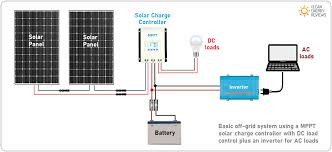 CLEAN
ENERGY
REVIEWS
Solar Charge
Controller
Solar
Panel
Solar
Panel
MPPT
DC
loads
AC
loads
Inverter
Battery
Basic off-grid system using a MPPT
solar charge controller with DC load
control plus an inverter for AC loads